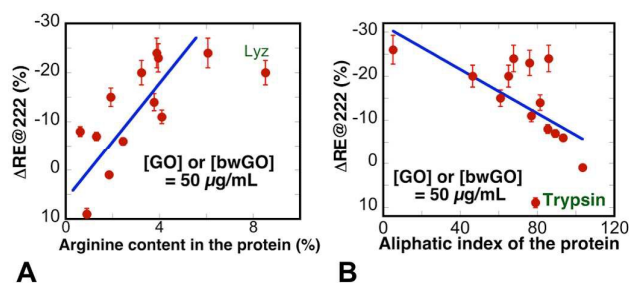 -30
-20
-10
0
10
ΔRE@222 (%)
Lyz
[GO] or [bwGO]
= 50 µg/mL
0
4
8
Arginine content in the protein (%)
A
-30
-20
-10
0
10
ΔRE@222 (%)
[GO] or [bwGO]
= 50 µg/mL
Trypsin
0
40
80
120
Aliphatic index of the protein
B